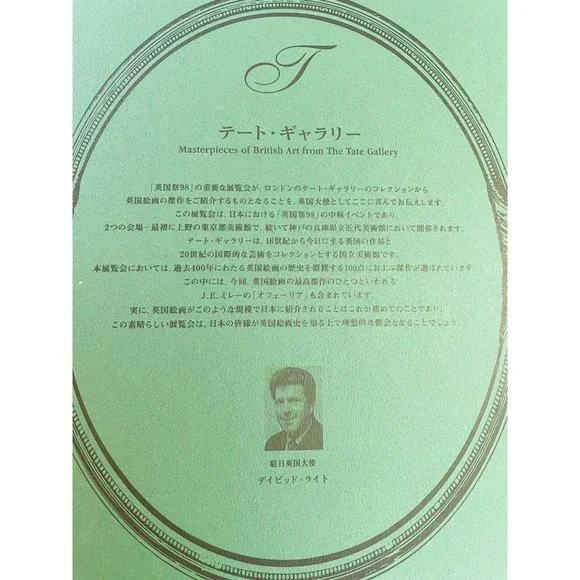 T
テート・ギャラリー
Masterpieces of British Art from The Tate Gallery
「英国祭98」の重要な展覧会が、ロンドンのテート・ギャラリーのコレクションから
英国絵画の傑作をご紹介するものとなることを、英国大使としてここに喜んでお伝えします。
この展覧会は、日本における「英国祭98」の中核イベントであり、
2つの会場—最初に上野の東京都美術館で、続いて神戸の兵庫県立近代美術館において開催されます。
テート・ギャラリーは、16世紀から今日に至る英国の作品と
20世紀の国際的な芸術をコレクションとする国立美術館です。
本展覧会においては、過去400年にわたる英国絵画の歴史を俯瞰する100点におよぶ傑作が選ばれています。
この中には、今回、英国絵画の最高傑作のひとつといわれる
J.E.ミレーの「オフェーリア」も含まれています。
実に、英国絵画がこのような規模で日本に紹介されることはこれが初めてのことであり、
この素晴らしい展覧会は、日本の皆様が英国絵画史を知る上で理想的な機会となることでしょう。
駐日英国大使
デイビッド・ライト